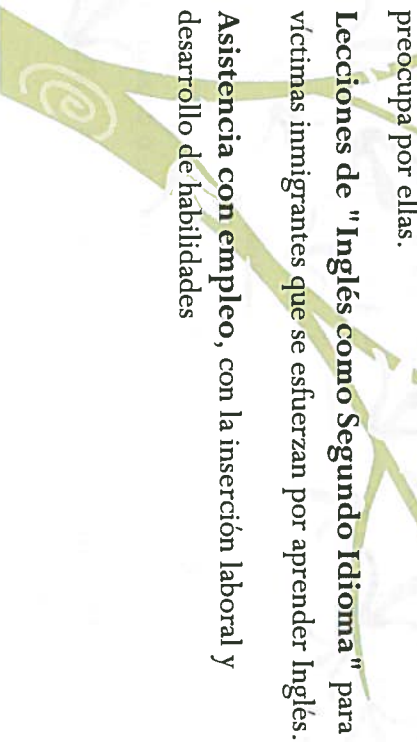 preocupa por ellas.
Lecciones de "Inglés como Segundo Idioma" para
víctimas inmigrantes que se esfuerzan por aprender Inglés.
Asistencia con empleo, con la inserción laboral y
desarrollo de habilidades